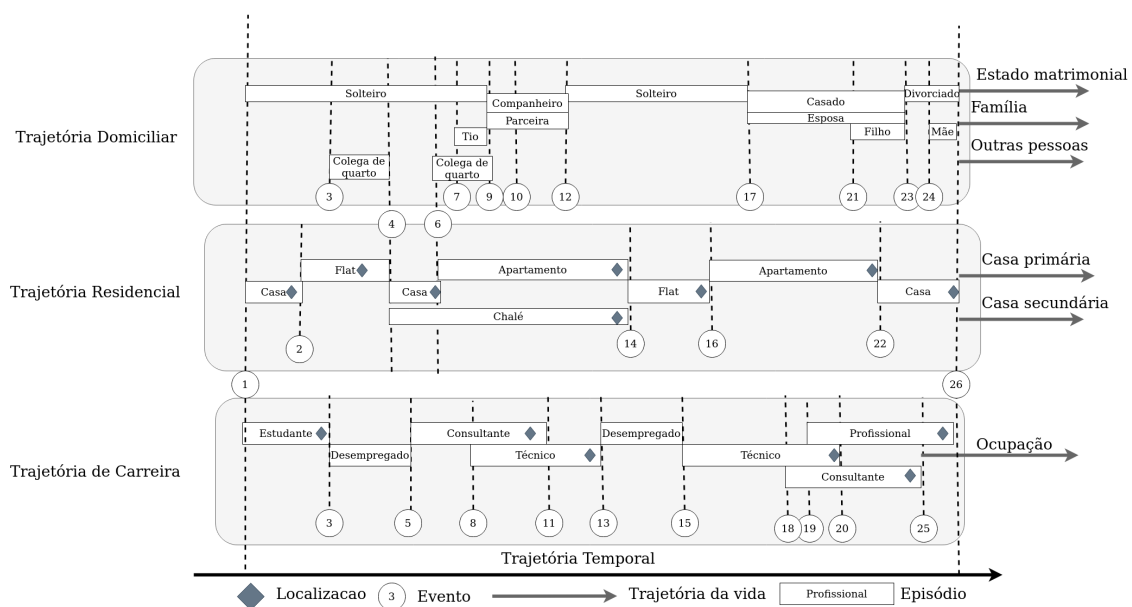 Estado matrimonial
Solteiro
Companheiro
Solteiro
Casado
Divorciado
Família
Parceira
Esposa
Trajetória Domiciliar
Tio
Filho
Mãe
Outras pessoas
Colega de
quarto
Colega de
quarto
3
7
9
10
12
17
21
23
24
4
6
Casa primária
Flat
Apartamento
Apartamento
Trajetória Residencial
Casa
Casa
Flat
Casa
Casa secundária
Chalé
2
14
16
22
1
26
Estudante
Consultante
Desempregado
Profissional
Ocupação
Trajetória de Carreira
Desempregado
Técnico
Técnico
Consultante
3
5
8
11
13
15
18
19
20
25
Trajetória Temporal
Localizacao
3
Evento
Trajetória da vida
Profissional
Episódio